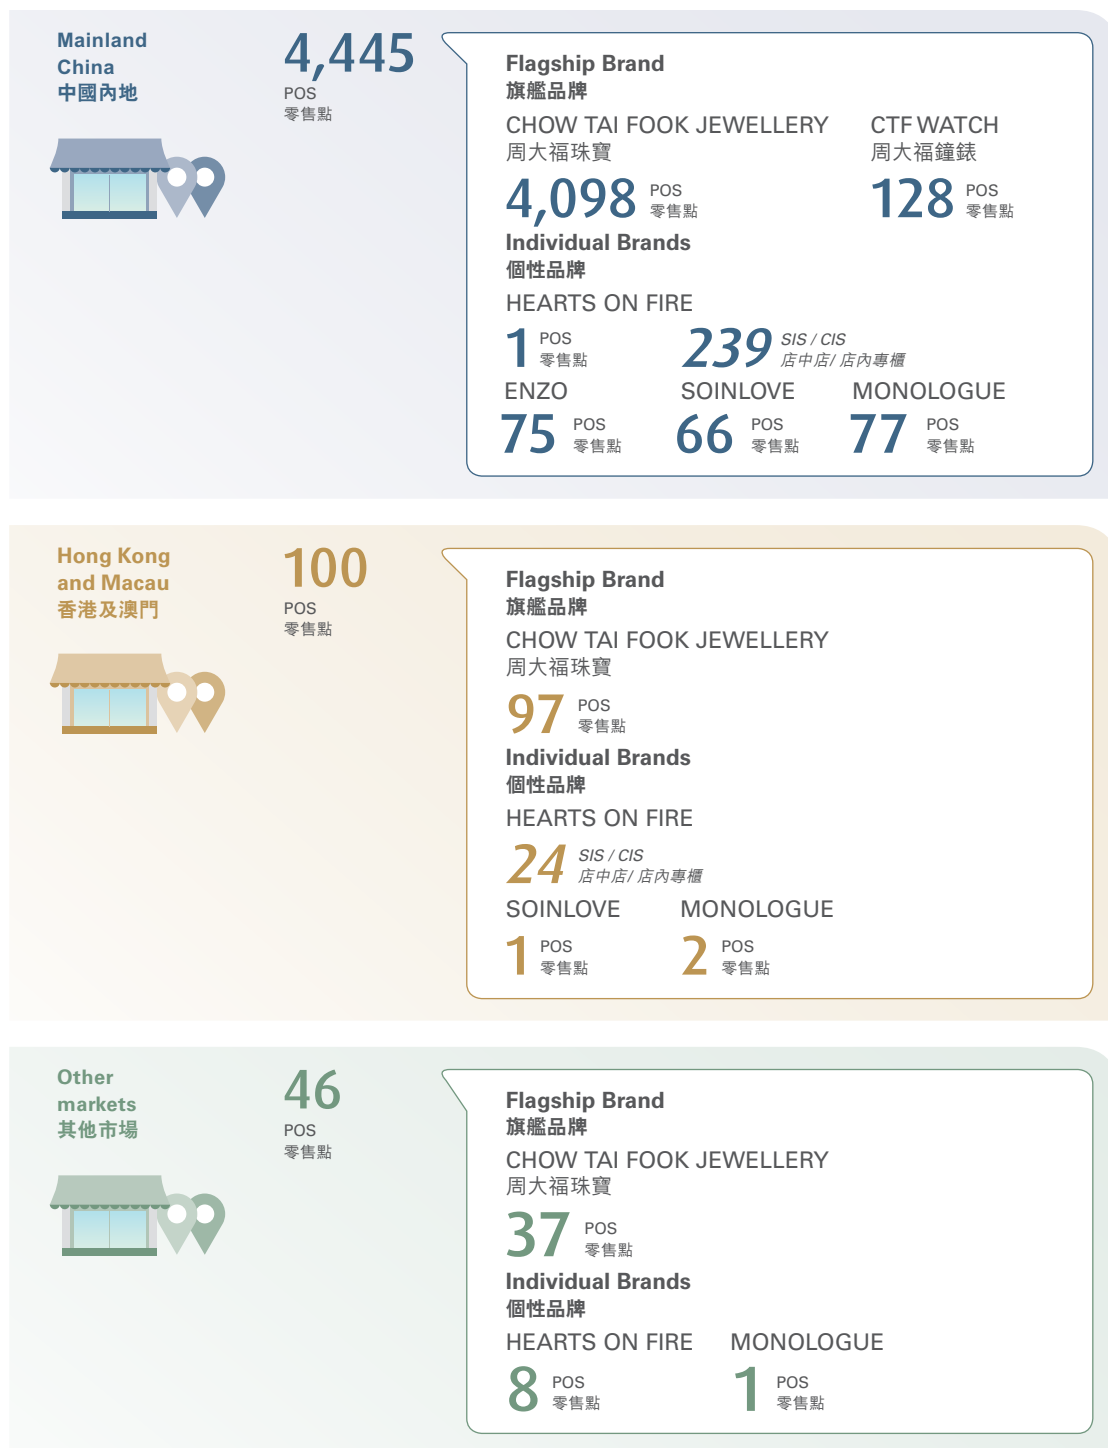 Mainland
China
中國內地
4,445
POS
零售點
Flagship Brand
旗艦品牌
CHOW TAI FOOK JEWELLERY
周大福珠寶
4,098 POS
零售點
CTF WATCH
周大福鐘錶
128 POS
零售點
Individual Brands
個性品牌
HEARTS ON FIRE
1 POS
零售點
239 SIS / CIS
店中店/ 店內專櫃
ENZO
75 POS
零售點
SOINLOVE
66 POS
零售點
MONOLOGUE
77 POS
零售點
Hong Kong
and Macau
香港及澳門
100
POS
零售點
Flagship Brand
旗艦品牌
CHOW TAI FOOK JEWELLERY
周大福珠寶
97 POS
零售點
Individual Brands
個性品牌
HEARTS ON FIRE
24 SIS / CIS
店中店/ 店內專櫃
SOINLOVE
1 POS
零售點
MONOLOGUE
2 POS
零售點
Other
markets
其他市場
46
POS
零售點
Flagship Brand
旗艦品牌
CHOW TAI FOOK JEWELLERY
周大福珠寶
37 POS
零售點
Individual Brands
個性品牌
HEARTS ON FIRE
8 POS
零售點
MONOLOGUE
1 POS
零售點